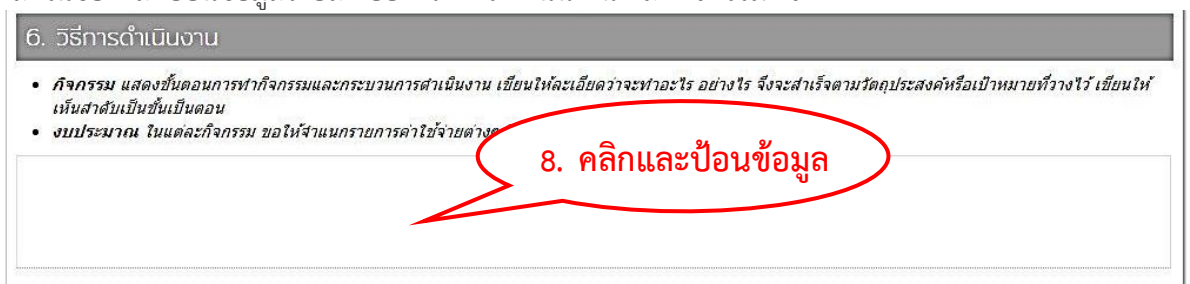 6. วิธีการดำเนินงาน
• กิจกรรม แสดงขั้นตอนการทำกิจกรรมและกระบวนการดำเนินงาน เขียนให้ละเอียดว่าจะทำอะไร อย่างไร จึงจะสำเร็จตามวัตถุประสงค์หรือเป้าหมายที่วางไว้ เขียนให้
เห็นลำดับเป็นขั้นเป็นตอน
• งบประมาณ ในแต่ละกิจกรรม ขอให้จำแนกรายการค่าใช้จ่ายต่าง
8. คลิกและป้อนข้อมูล